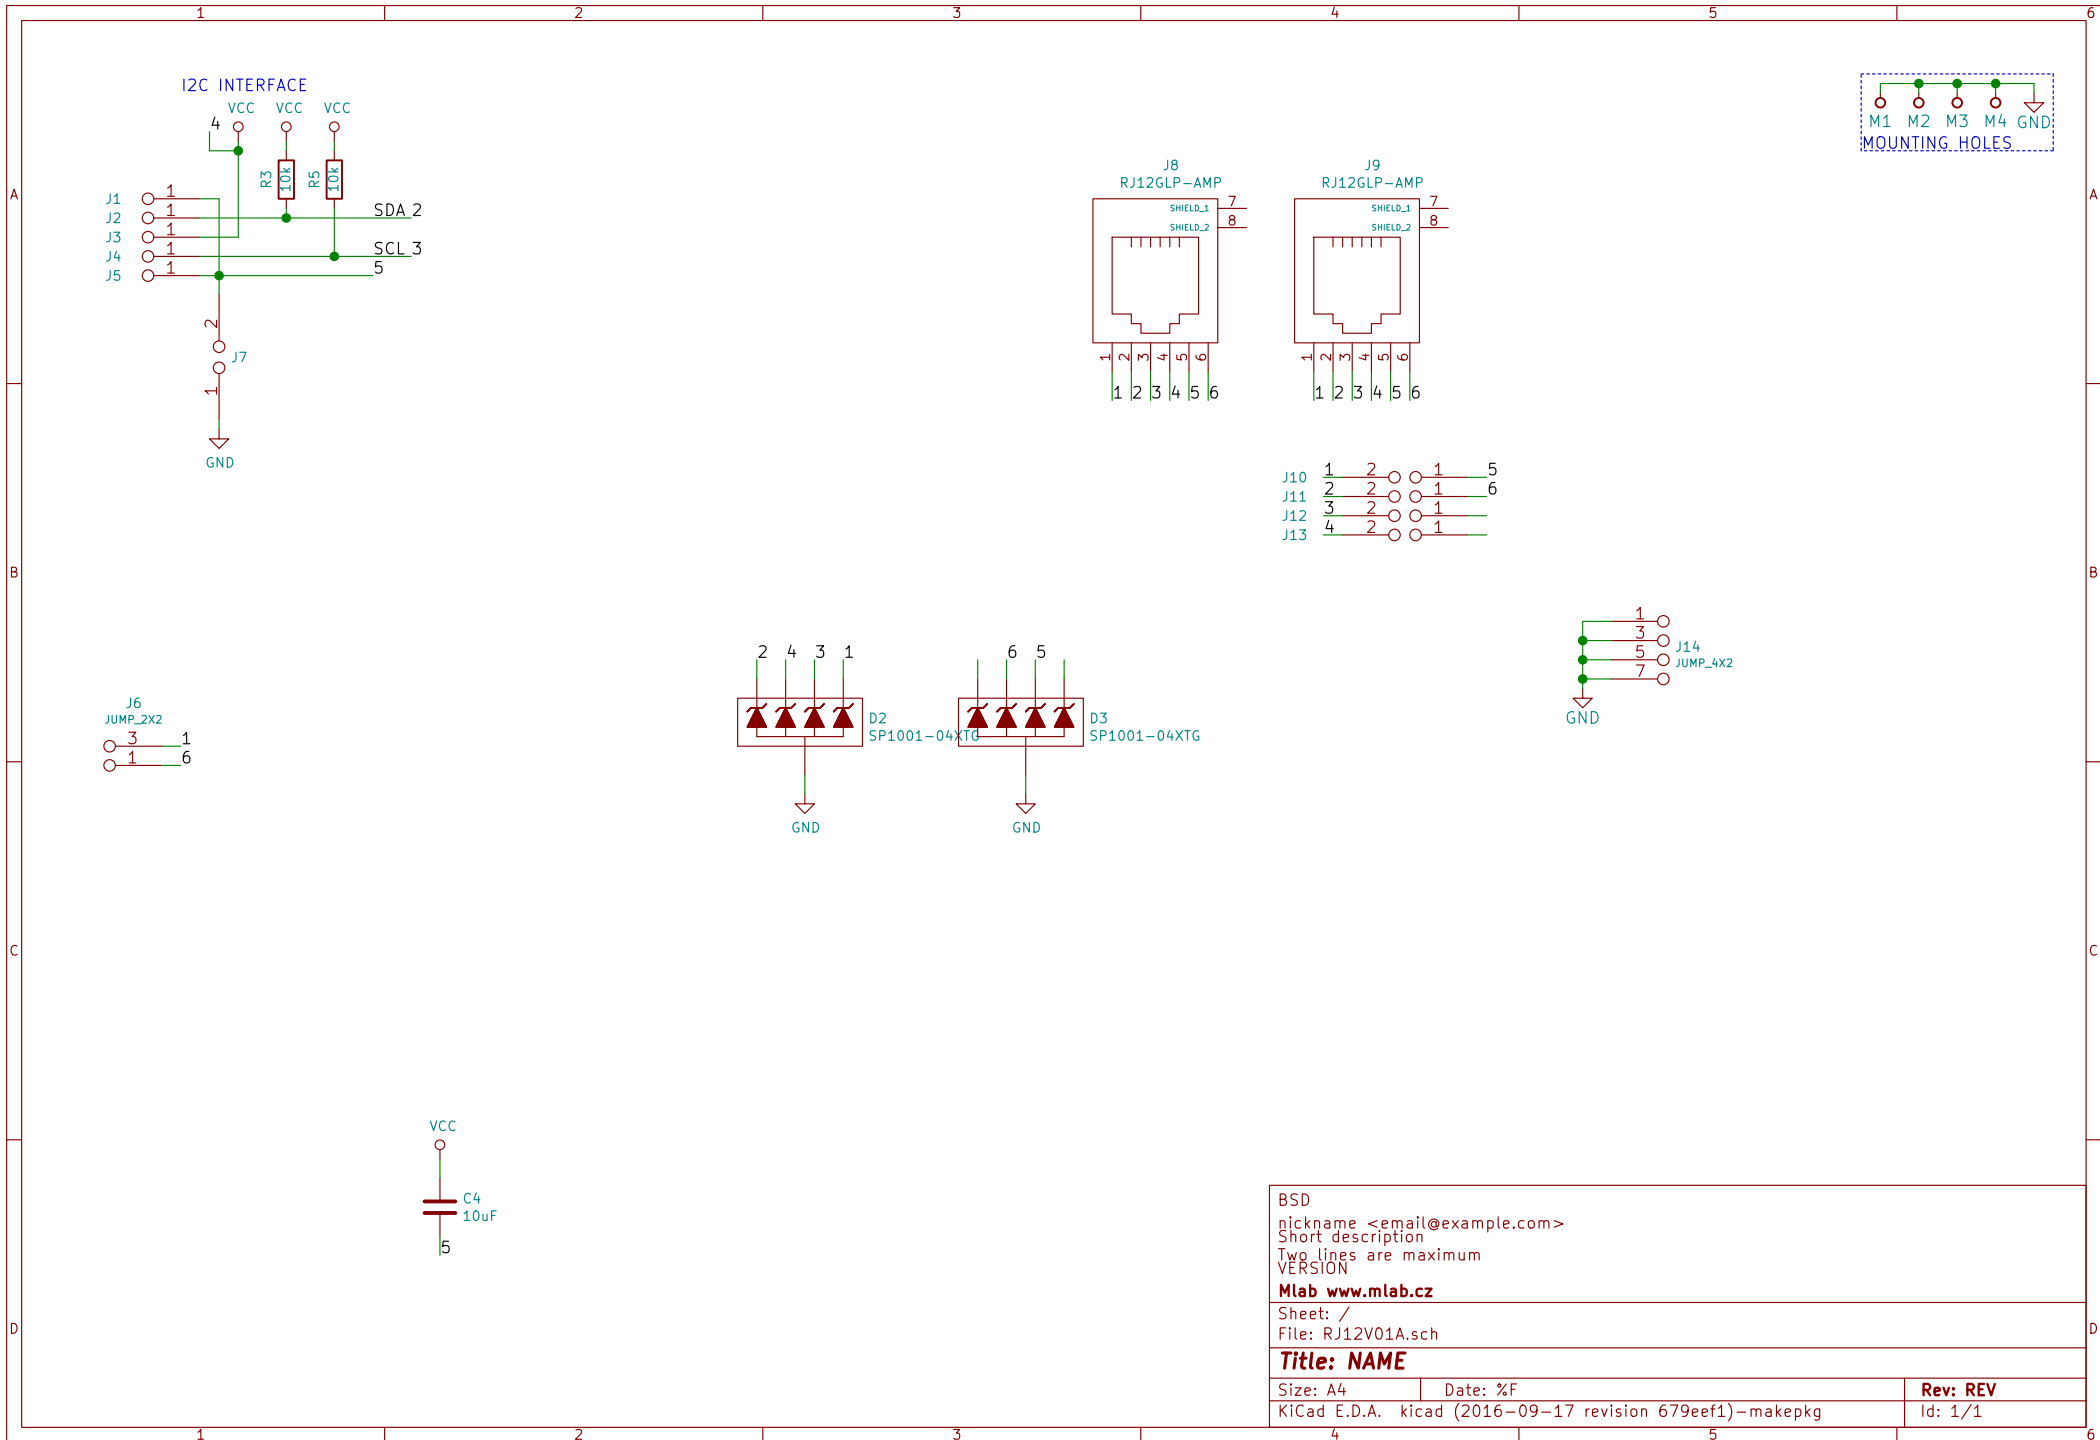 1 2 3 4 5 6
I2C INTERFACE
VCC VCC VCC
4
R3 10k R5 10k
J1 1
J2 1 SDA 2
J3 1
J4 1 SCL 3
J5 1 5
2
J7
1
GND
M1 M2 M3 M4 GND
MOUNTING HOLES
J8
RJ12GLP-AMP
SHIELD_1 7
SHIELD_2 8
1 2 3 4 5 6
1 2 3 4 5 6
J9
RJ12GLP-AMP
SHIELD_1 7
SHIELD_2 8
1 2 3 4 5 6
1 2 3 4 5 6
A A
J10 1 2 1 5
J11 2 2 1 6
J12 3 2 1
J13 4 2 1
B B
1
3
5
7
J14
JUMP_4X2
GND
2 4 3 1
D2
SP1001-04XTG
GND
6 5
D3
SP1001-04XTG
GND
J6
JUMP_2X2
3 1
1 6
C C
VCC
C4
10uF
5
BSD
nickname <email@example.com>
Short description
Two lines are maximum
VERSION
Mlab www.mlab.cz
Sheet: /
File: RJ12V01A.sch
D D
Title: NAME
Size: A4 Date: %F Rev: REV
KiCad E.D.A. kicad (2016-09-17 revision 679eef1)-makepkg Id: 1/1
1 2 3 4 5 6